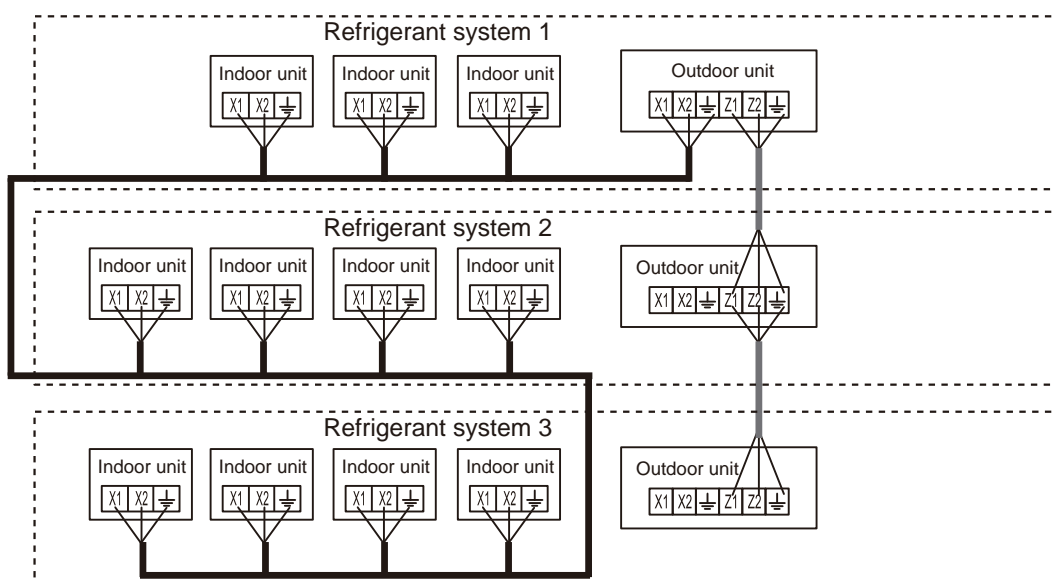 Refrigerant system 1
Indoor unit Indoor unit Indoor unit Outdoor unit
X1 X2 X1 X2 X1 X2 X1 X2 Z1 Z2
Refrigerant system 2
Indoor unit Indoor unit Indoor unit Indoor unit Outdoor unit
X1 X2 X1 X2 X1 X2 X1 X2 X1 X2 Z1 Z2
Refrigerant system 3
Indoor unit Indoor unit Indoor unit Indoor unit Outdoor unit
X1 X2 X1 X2 X1 X2 X1 X2 X1 X2 Z1 Z2